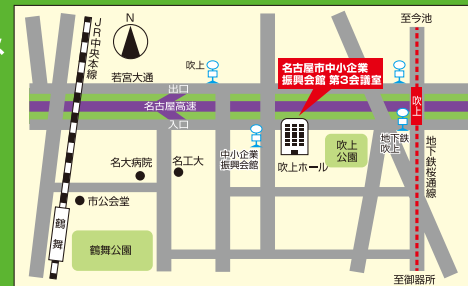 ス
N
JR中央本線
至今池
吹上
若宮大通
名古屋市中小企業
振興会館 第3会議室
出口
名古屋高速
入口
吹上
中小企業
振興会館
吹上ホール
吹上
公園
地下鉄
吹上
地下鉄桜通線
名大病院
名工大
市公会堂
鶴舞
鶴舞公園
至御器所